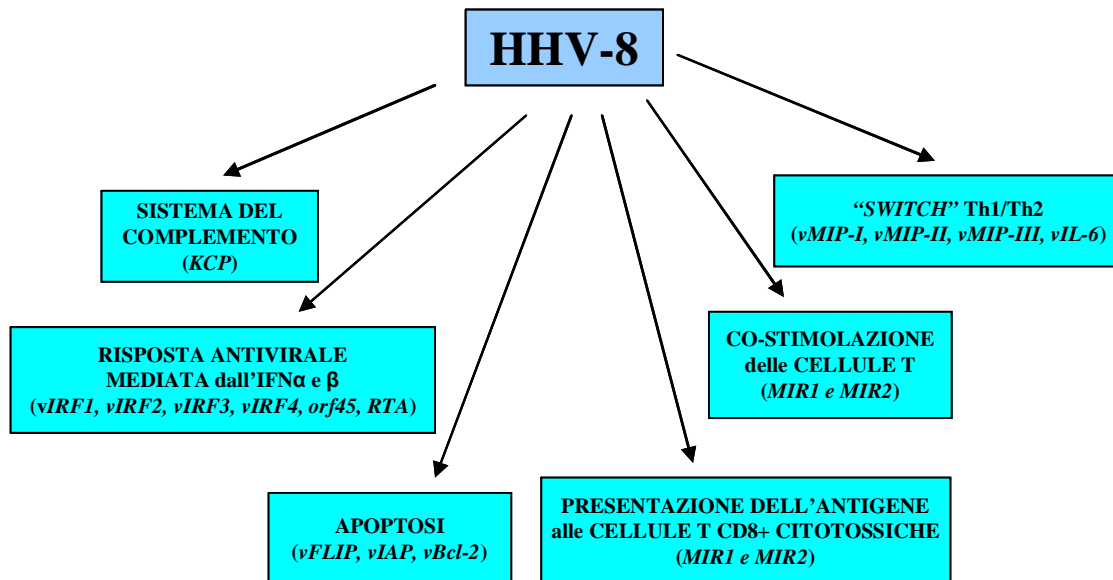 HHV-8
SISTEMA DEL
COMPLEMENTO
(KCP)
“SWITCH” Th1/Th2
(vMIP-I, vMIP-II, vMIP-III, vIL-6)
RISPOSTA ANTIVIRALE
MEDIATA dall’IFNα e β
(vIRF1, vIRF2, vIRF3, vIRF4, orf45, RTA)
CO-STIMOLAZIONE
delle CELLULE T
(MIR1 e MIR2)
APOPTOSI
(vFLIP, vIAP, vBcl-2)
PRESENTAZIONE DELL’ANTIGENE
alle CELLULE T CD8+ CITOTOSSICHE
(MIR1 e MIR2)